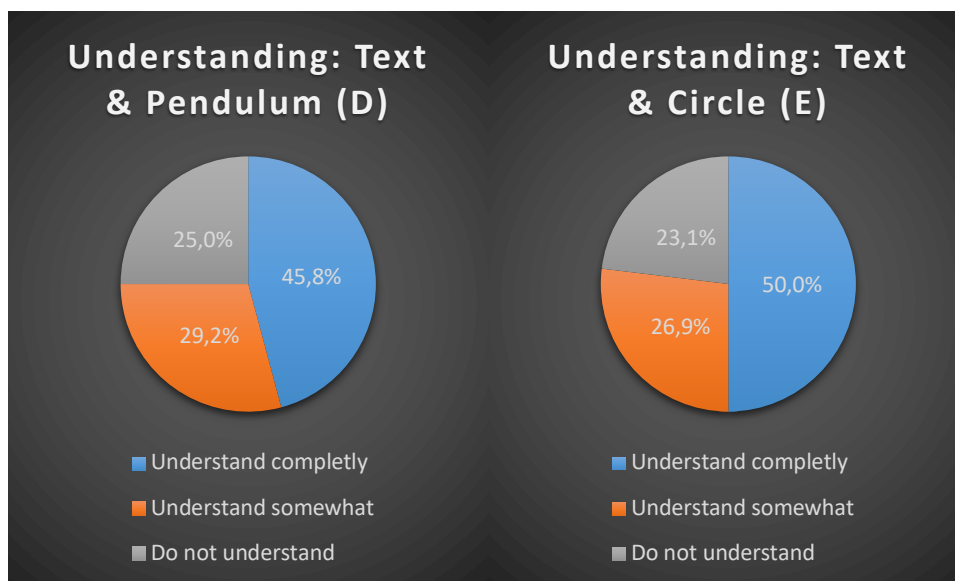 Understanding: Text
& Pendulum (D)
25,0%
45,8%
29,2%
Understand completly
Understand somewhat
Do not understand
Understanding: Text
& Circle (E)
23,1%
50,0%
26,9%
Understand completly
Understand somewhat
Do not understand